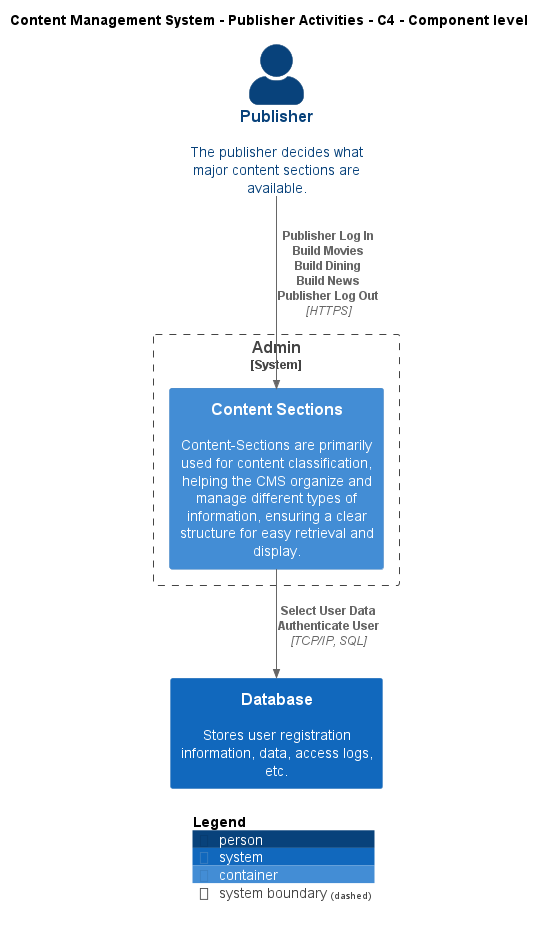 Content Management System - Publisher Activities - C4 - Component level
Publisher
The publisher decides what
major content sections are
available.
Publisher Log In
Build Movies
Build Dining
Build News
Publisher Log Out
[HTTPS]
Admin
[System]
Content Sections
Content-Sections are primarily
used for content classification,
helping the CMS organize and
manage different types of
information, ensuring a clear
structure for easy retrieval and
display.
Select User Data
Authenticate User
[TCP/IP, SQL]
Database
Stores user registration
information, data, access logs,
etc.
Legend
person
system
container
system boundary (dashed)